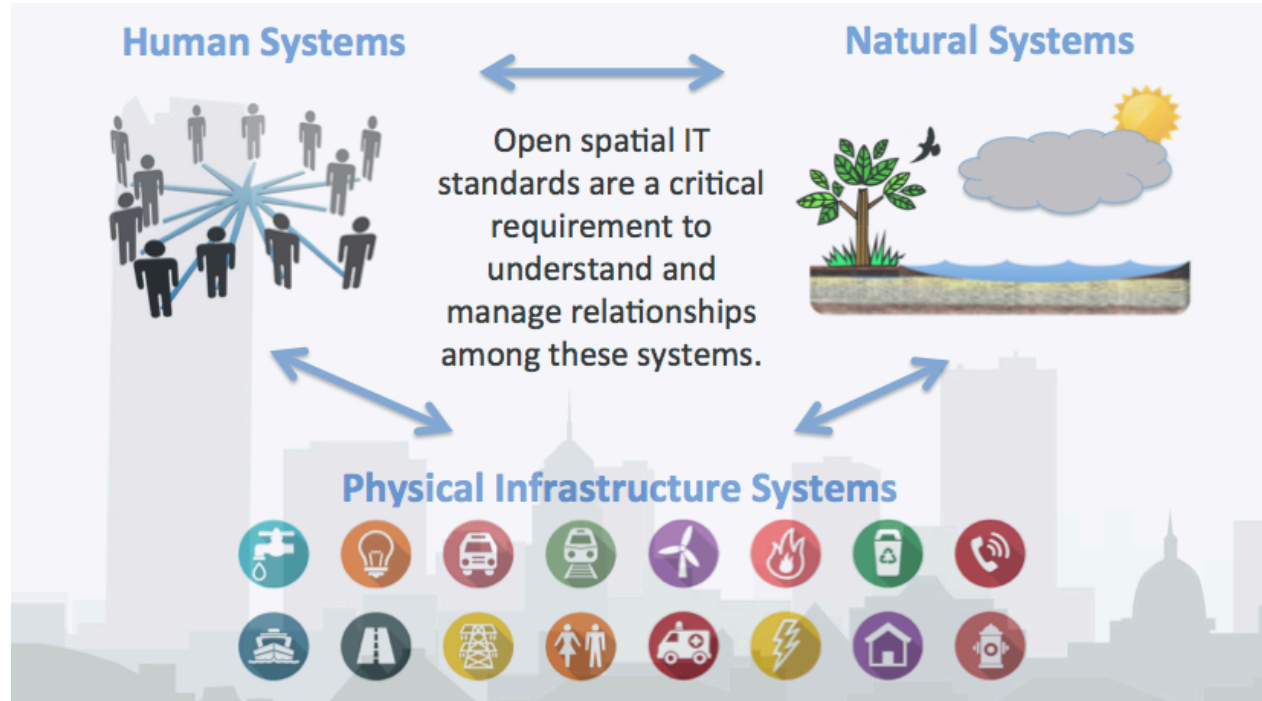 Human Systems
Natural Systems
Open spatial IT
standards are a critical
requirement to
understand and
manage relationships
among these systems.
Physical Infrastructure Systems